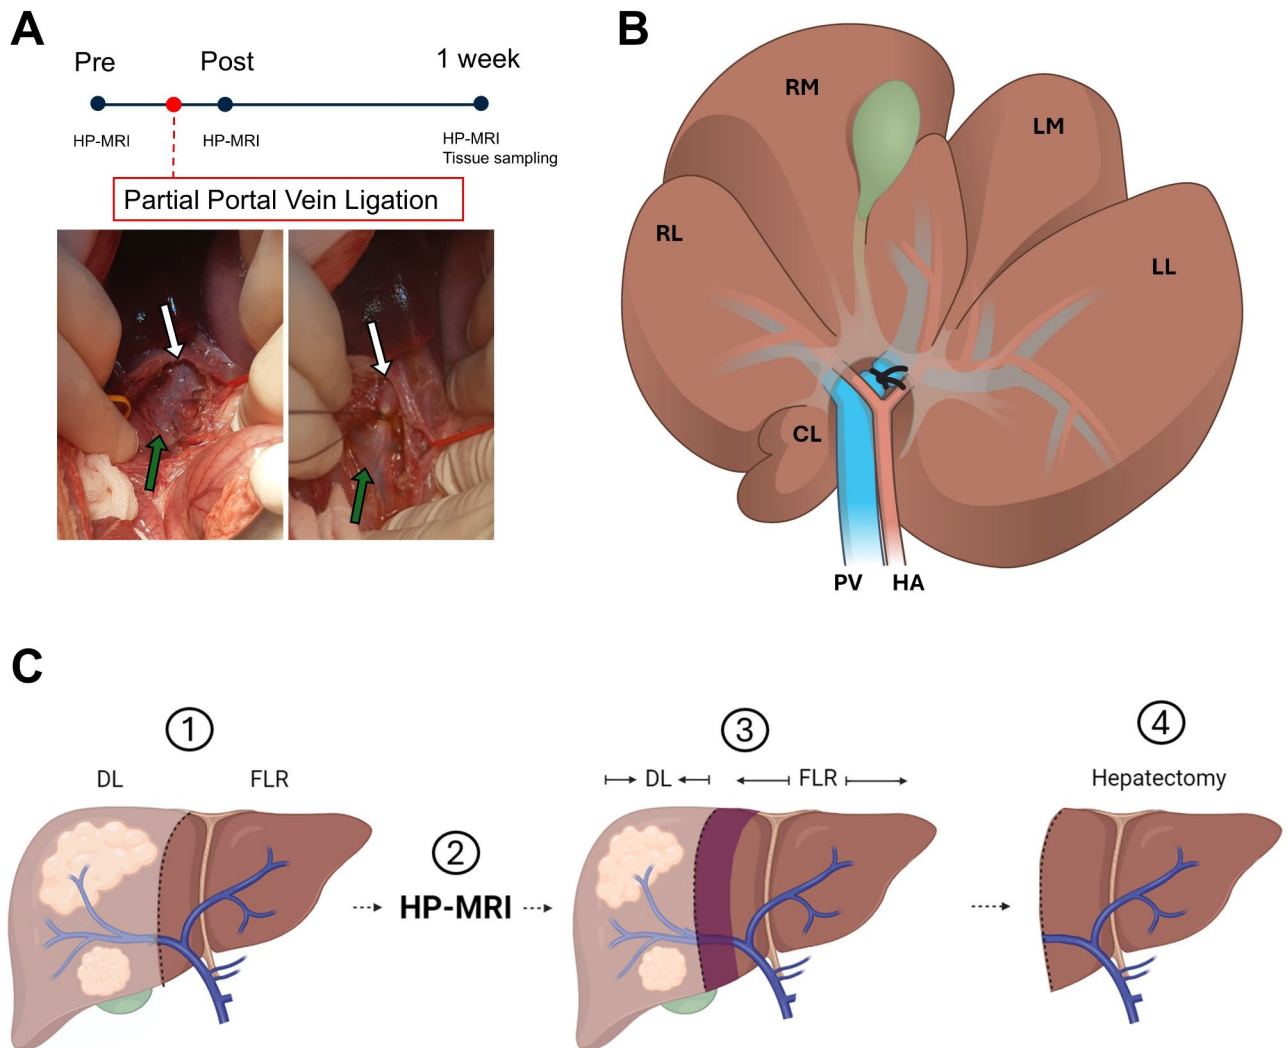 A
Pre
Post
1 week
HP-MRI
HP-MRI
HP-MRI
Tissue sampling
Partial Portal Vein Ligation
B
RM
LM
RL
LL
CL
PV
HA
C
1
2
3
4
DL
FLR
DL
FLR
Hepatectomy
HP-MRI